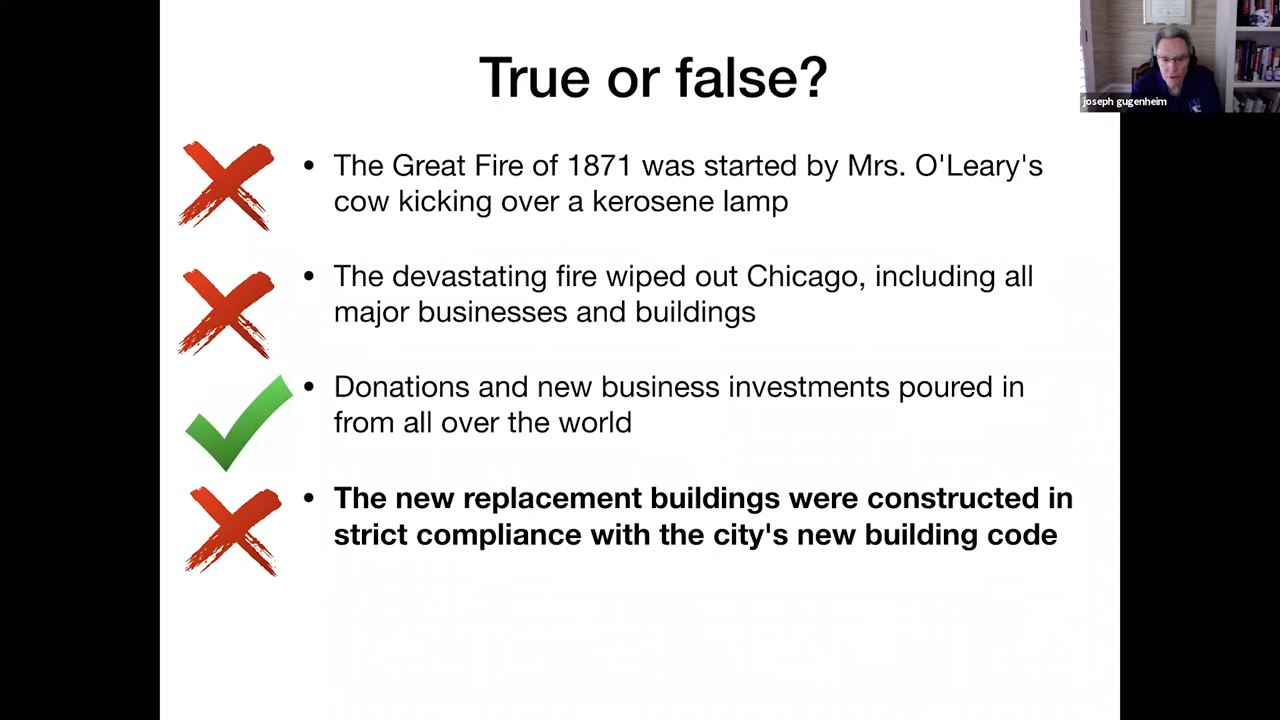 True or false?
joseph gugenheim
• The Great Fire of 1871 was started by Mrs. O'Leary's
cow kicking over a kerosene lamp
• The devastating fire wiped out Chicago, including all
major businesses and buildings
• Donations and new business investments poured in
from all over the world
• The new replacement buildings were constructed in
strict compliance with the city's new building code